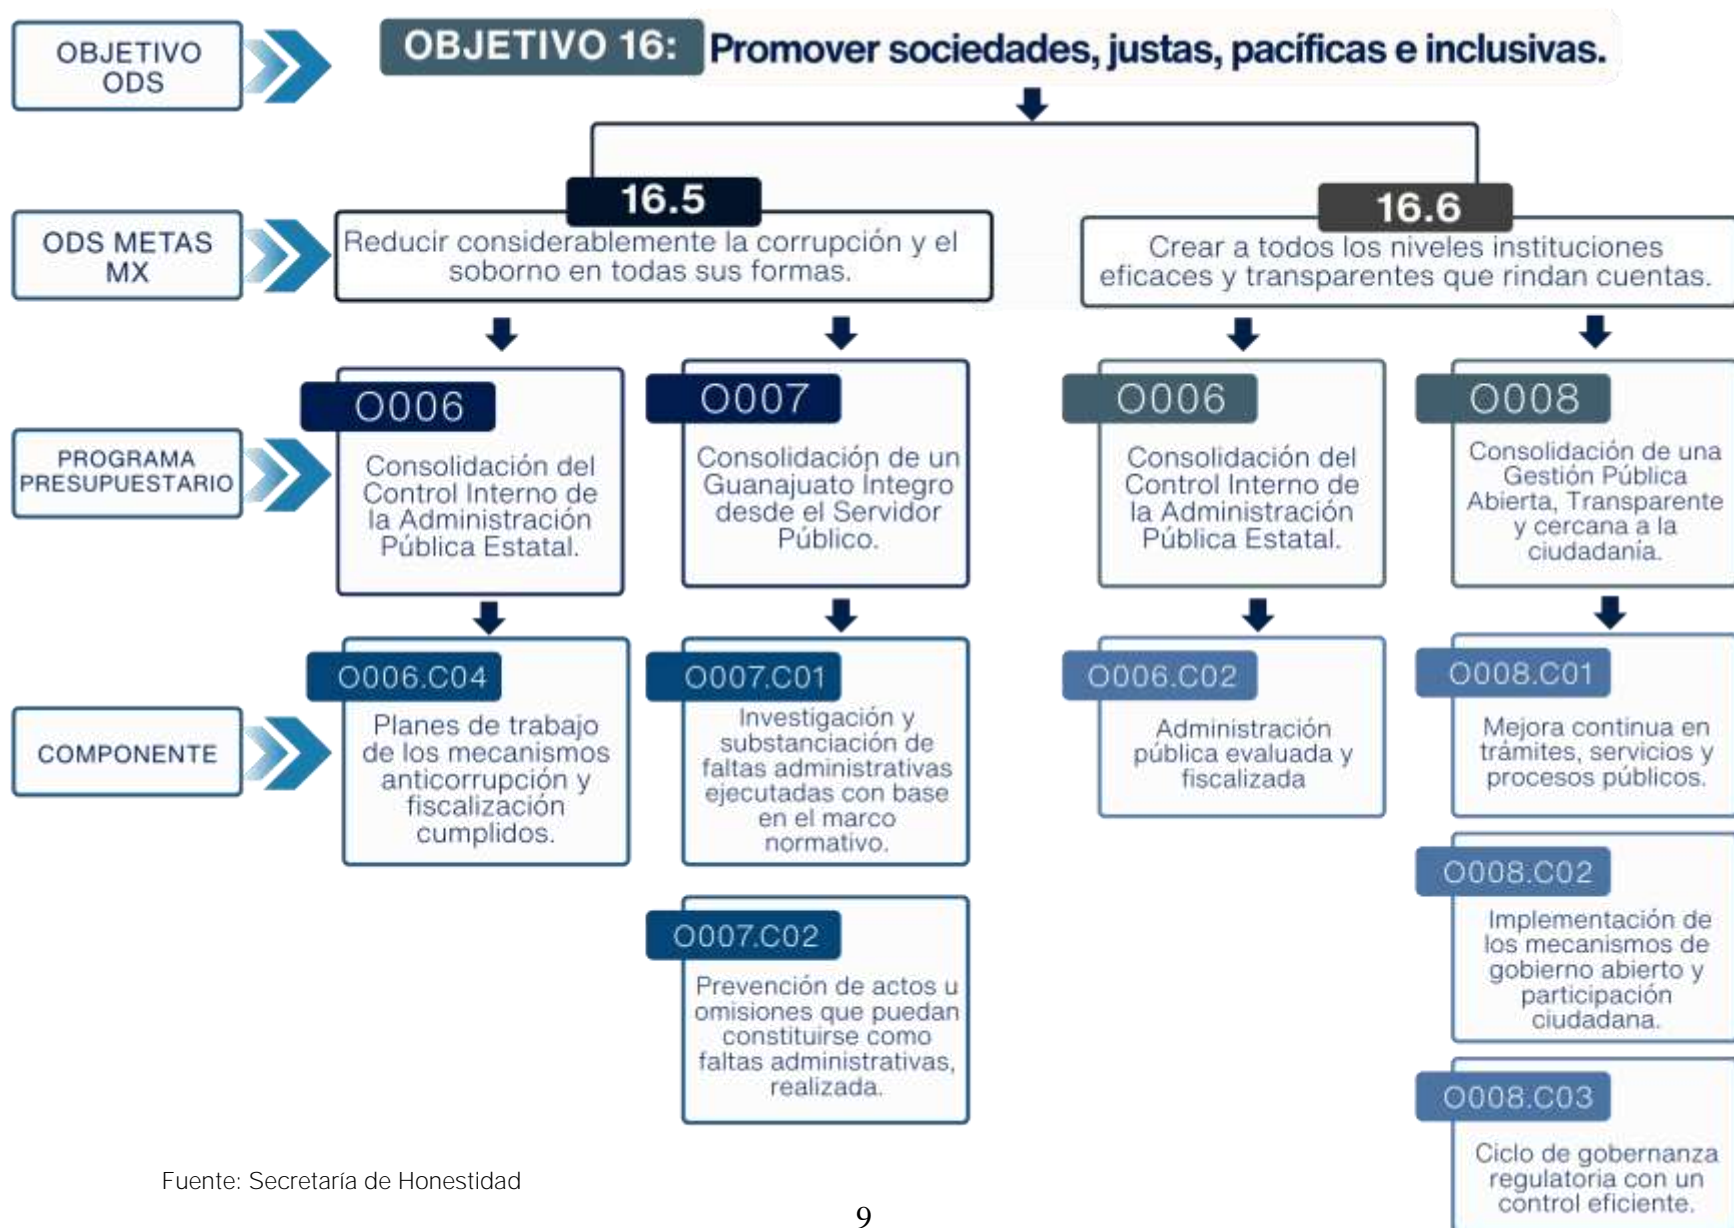 OBJETIVO
ODS
OBJETIVO 16:
Promover sociedades, justas, pacíficas e inclusivas.
ODS METAS
MX
16.5
Reducir considerablemente la corrupción y el
soborno en todas sus formas.
16.6
Crear a todos los niveles instituciones
eficaces y transparentes que rindan cuentas.
PROGRAMA
PRESUPUESTARIO
O006
Consolidación del
Control Interno de
la Administración
Pública Estatal.
O007
Consolidación de un
Guanajuato Íntegro
desde el Servidor
Público.
O006
Consolidación del
Control Interno de
la Administración
Pública Estatal.
O008
Consolidación de una
Gestión Pública
Abierta, Transparente
y cercana a la
ciudadanía.
COMPONENTE
O006.C04
Planes de trabajo
de los mecanismos
anticorrupción y
fiscalización
cumplidos.
O007.C01
Investigación y
substanciación de
faltas administrativas
ejecutadas con base
en el marco
normativo.
O006.C02
Administración
pública evaluada y
fiscalizada
O008.C01
Mejora continua en
trámites, servicios y
procesos públicos.
O007.C02
Prevención de actos u
omisiones que puedan
constituirse como
faltas administrativas,
realizada.
O008.C02
Implementación de
los mecanismos de
gobierno abierto y
participación
ciudadana.
O008.C03
Ciclo de gobernanza
regulatoria con un
control eficiente.
Fuente: Secretaría de Honestidad
9